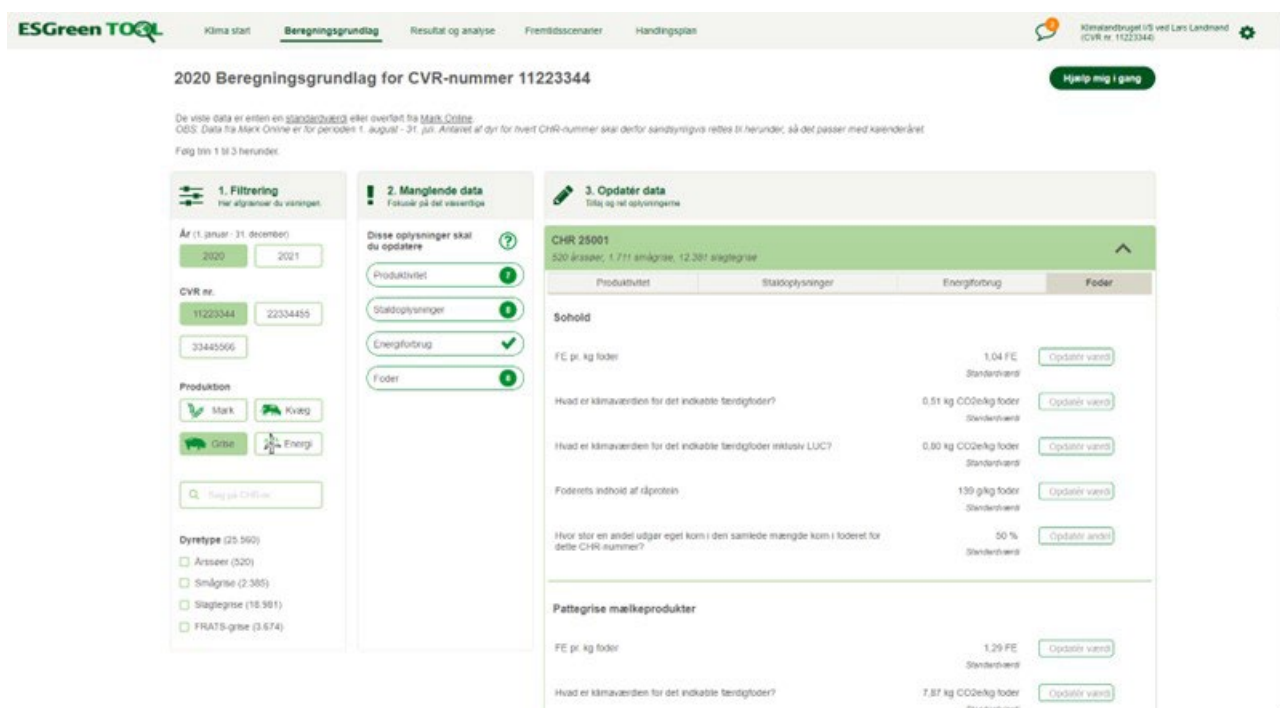 ESGreen TOOL
Klima start
Beregningsgrundlag
Resultat og analyse
Fremtidsscenarier
Handlingsplan
2
Klimalandbruget I/S ved Lars Landmand
(CVR nr. 11223344)
2020 Beregningsgrundlag for CVR-nummer 11223344
Hjælp mig i gang
De viste data er enten en standardværdi eller overført fra Mark Online.
OBS: Data fra Mark Online er for perioden 1. august - 31. juli. Antallet af dyr for hvert CHR-nummer skal derfor sandsynligvis rettes til herunder, så det passer med kalenderåret
Følg trin 1 til 3 herunder.
1. Filtrering
Her afgrænser du visningen.
2. Manglende data
Fokusér på det væsentlige
3. Opdatér data
Tilføj og ret oplysningerne
År (1. januar - 31. december)
2020
2021
CVR nr.
11223344
22334455
33445566
Produktion
Mark
Kvæg
Grise
Energi
Søg på CHR-nr.
Dyretype (25.560)
Årssøer (520)
Smågrise (2.385)
Slagtegrise (18.981)
FRATS-grise (3.674)
Disse oplysninger skal
du opdatere
?
Produktivitet
7
Staldoplysninger
8
Energiforbrug
Foder
CHR 25001
520 årssøer, 1.711 smågrise, 12.381 slagtegrise
Produktivitet
Staldoplysninger
Energiforbrug
Foder
Sohold
FE pr. kg foder
1,04 FE
Opdatér værdi
Standardværdi
Hvad er klimaværdien for det indkøbte færdigfoder?
0,51 kg CO2e/kg foder
Opdatér værdi
Standardværdi
Hvad er klimaværdien for det indkøbte færdigfoder inklusiv LUC?
0,80 kg CO2e/kg foder
Opdatér værdi
Standardværdi
Foderets indhold af råprotein
139 g/kg foder
Opdatér værdi
Standardværdi
Hvor stor en andel udgør eget korn i den samlede mængde korn i foderet for
dette CHR-nummer?
50 %
Opdatér andel
Standardværdi
Pattegrise mælkeprodukter
FE pr. kg foder
1,29 FE
Opdatér værdi
Standardværdi
Hvad er klimaværdien for det indkøbte færdigfoder?
7,87 kg CO2e/kg foder
Opdatér værdi